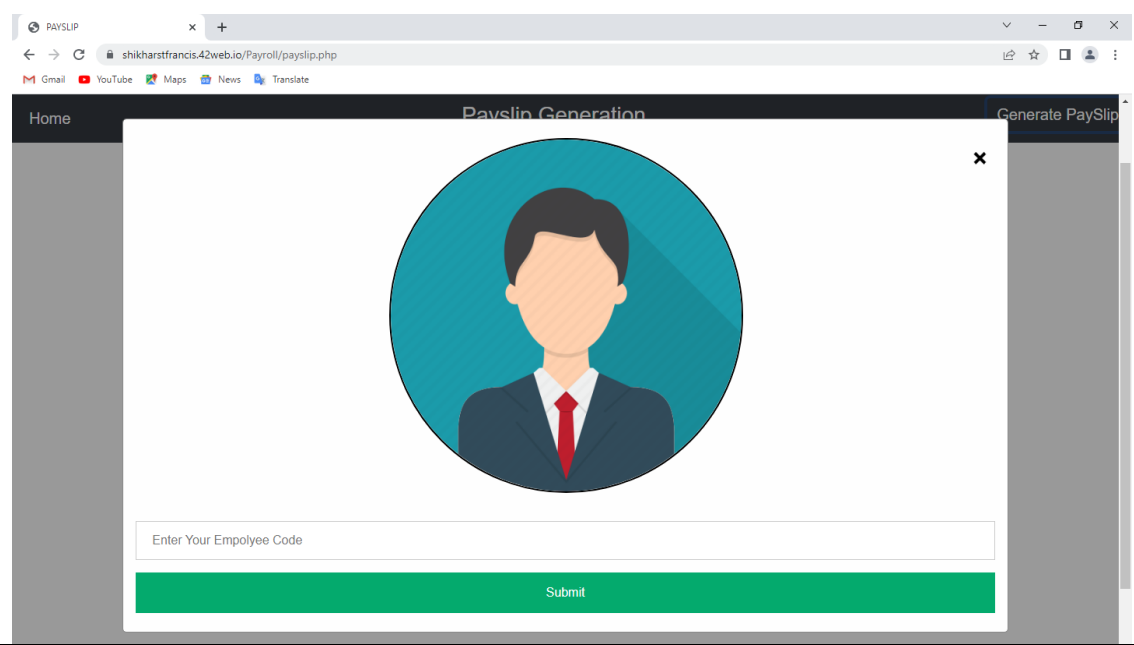 PAYSLIP
shikharstfrancis.42web.io/Payroll/payslip.php
Gmail YouTube Maps News Translate
Home Payslip Generation Generate PaySlip
Enter Your Empolyee Code
Submit